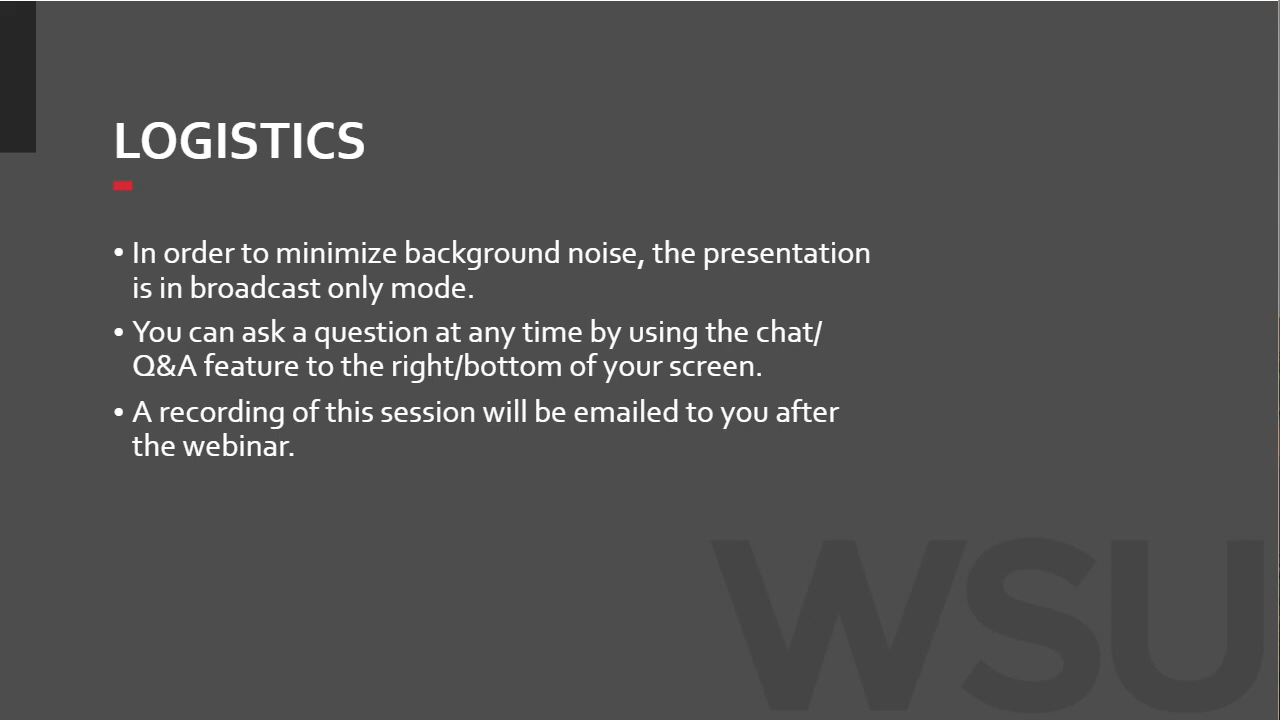 LOGISTICS
• In order to minimize background noise, the presentation
is in broadcast only mode.
• You can ask a question at any time by using the chat/
Q&A feature to the right/bottom of your screen.
• A recording of this session will be emailed to you after
the webinar.
WSU